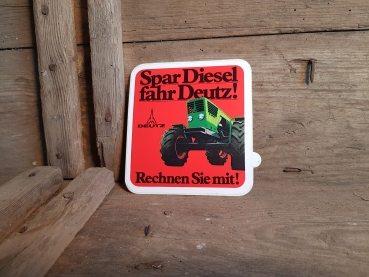 Spar Diesel
fahr Deutz!
DEUTZ
Rechnen Sie mit!